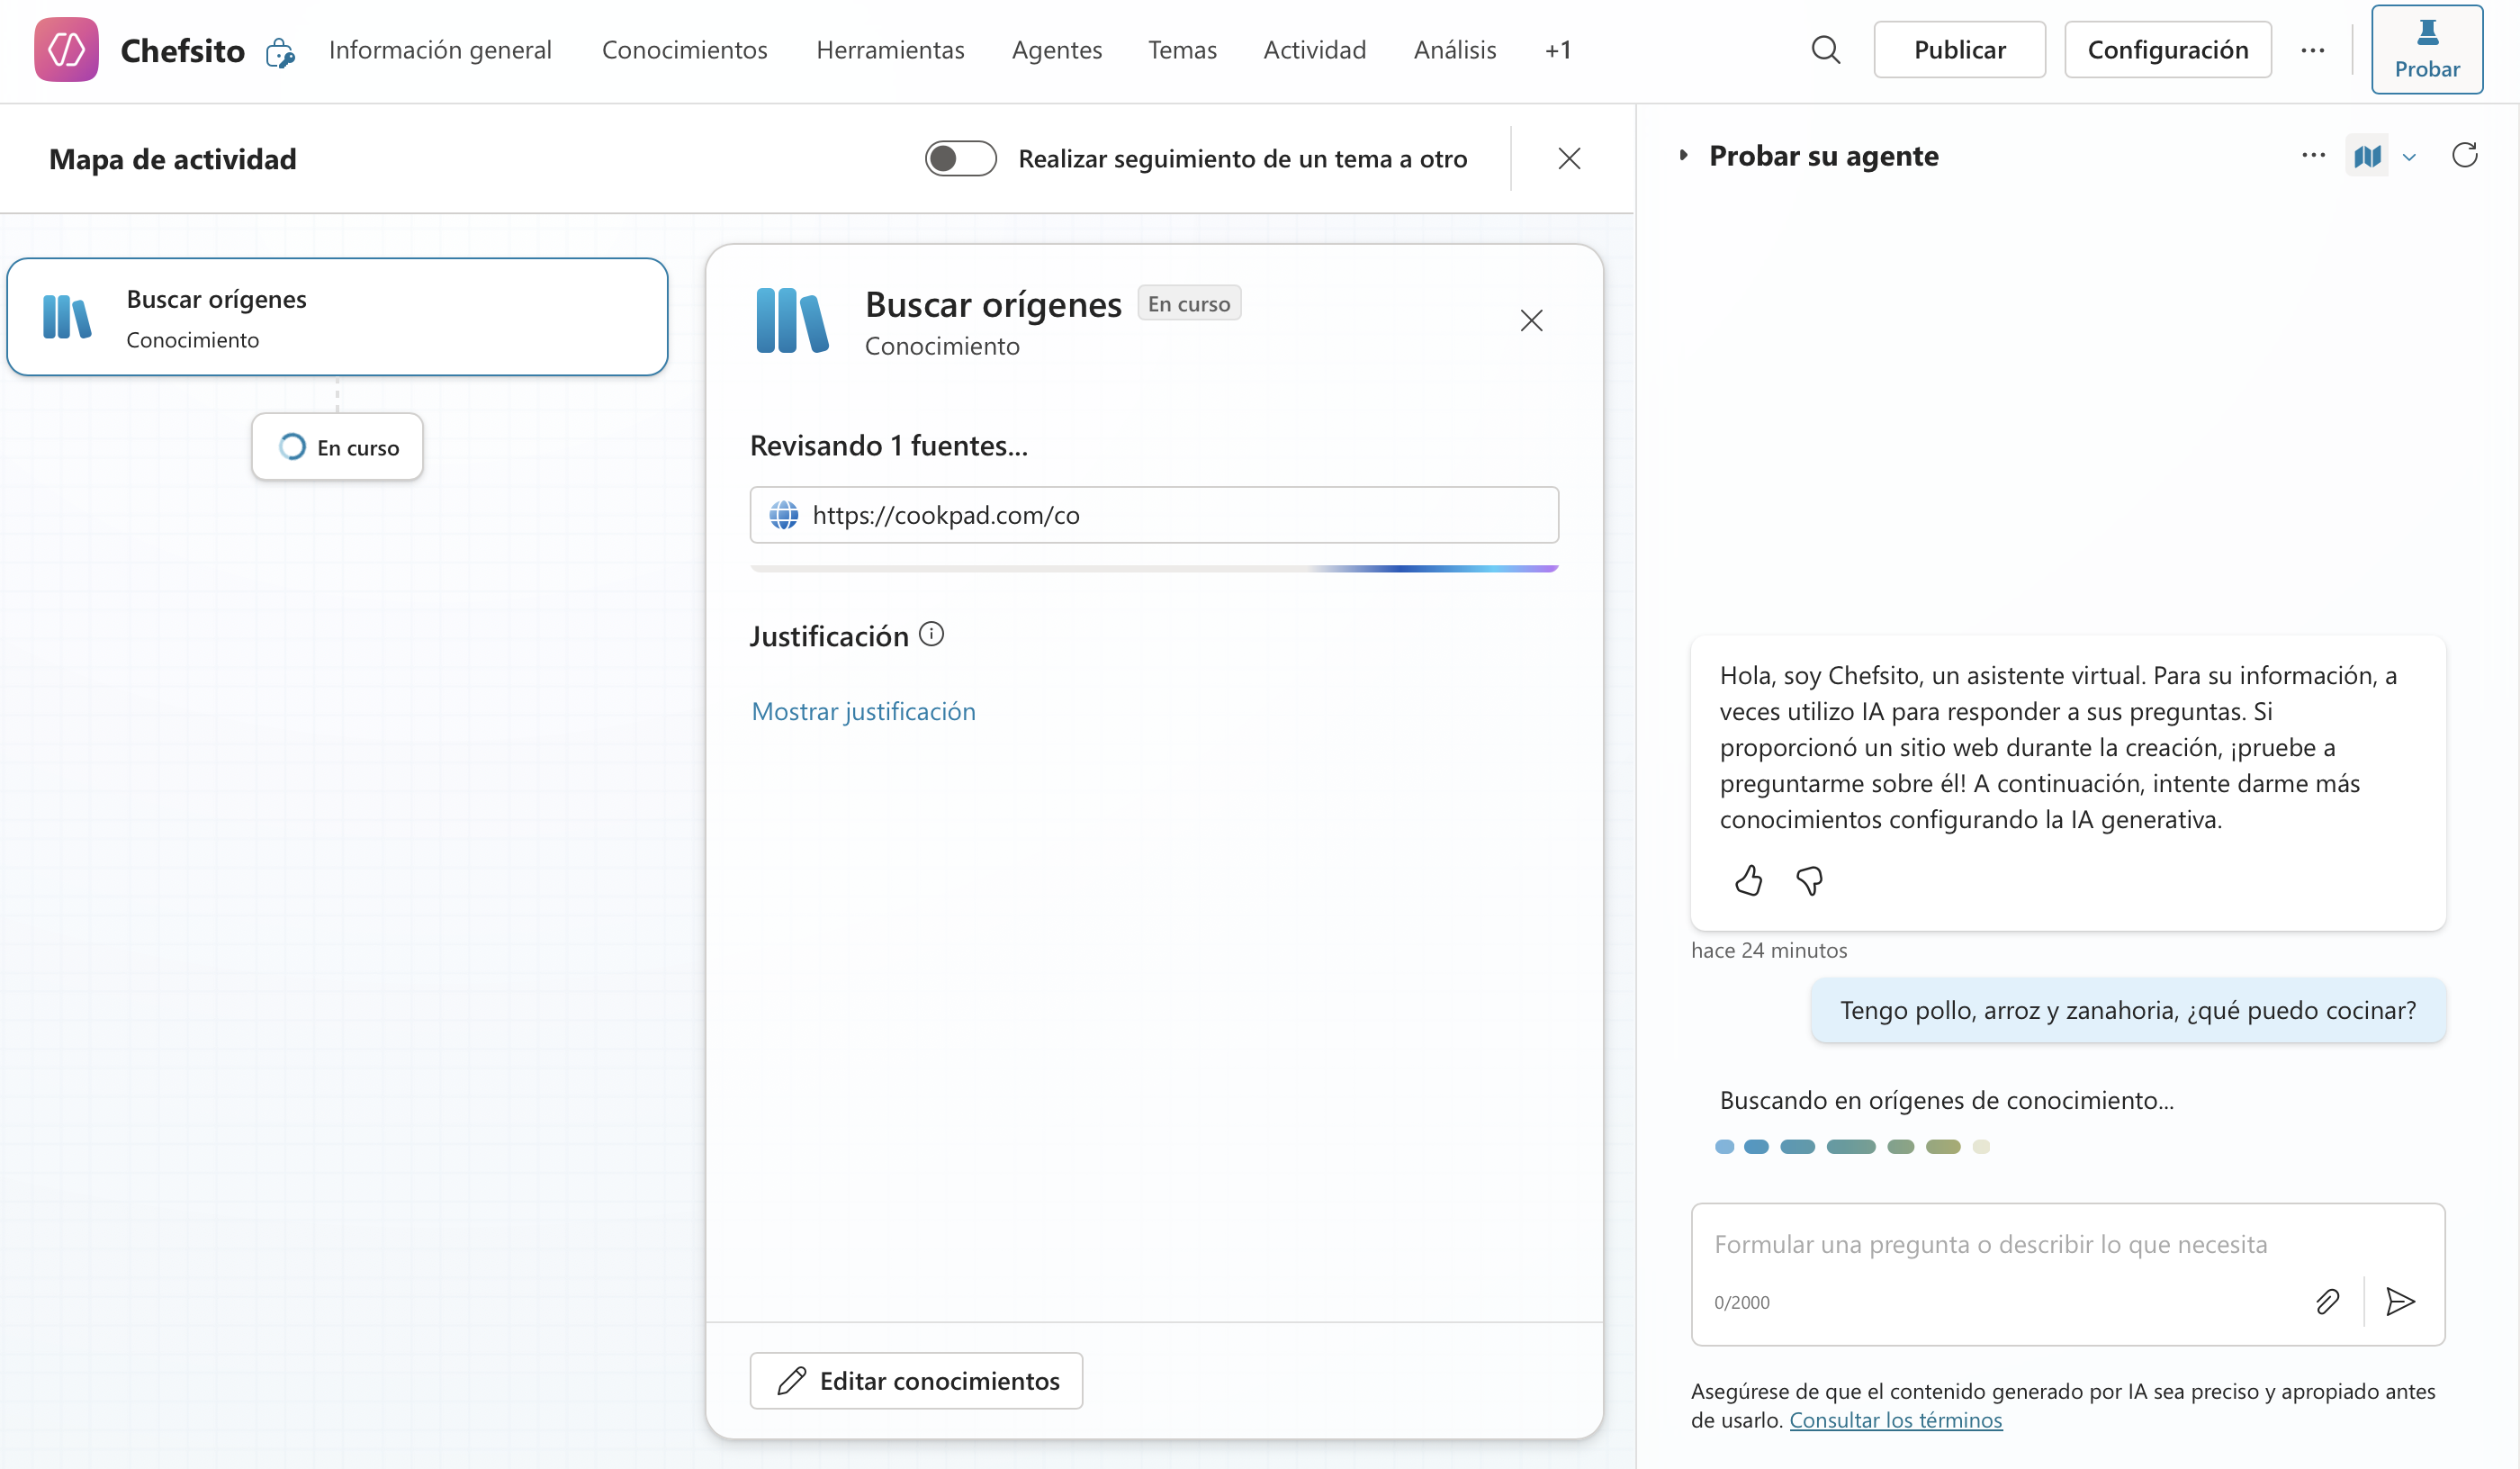 Chefsito
Información general
Conocimientos
Herramientas
Agentes
Temas
Actividad
Análisis
+1
Publicar
Configuración
Probar
Mapa de actividad
Realizar seguimiento de un tema a otro
Buscar orígenes
Conocimiento
En curso
Buscar orígenes
En curso
Conocimiento
Revisando 1 fuentes...
https://cookpad.com/co
Justificación
Mostrar justificación
Editar conocimientos
Probar su agente
Hola, soy Chefsito, un asistente virtual. Para su información, a
veces utilizo IA para responder a sus preguntas. Si
proporcionó un sitio web durante la creación, ¡pruebe a
preguntarme sobre él! A continuación, intente darme más
conocimientos configurando la IA generativa.
hace 24 minutos
Tengo pollo, arroz y zanahoria, ¿qué puedo cocinar?
Buscando en orígenes de conocimiento...
Formular una pregunta o describir lo que necesita
0/2000
Asegúrese de que el contenido generado por IA sea preciso y apropiado antes
de usarlo. Consultar los términos